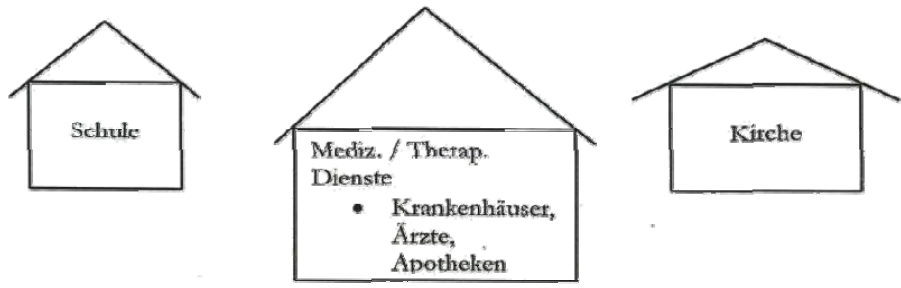 Schule
Mediz. / Therap.
Dienste
• Krankenhäuser,
Ärzte,
Apotheken
Kirche